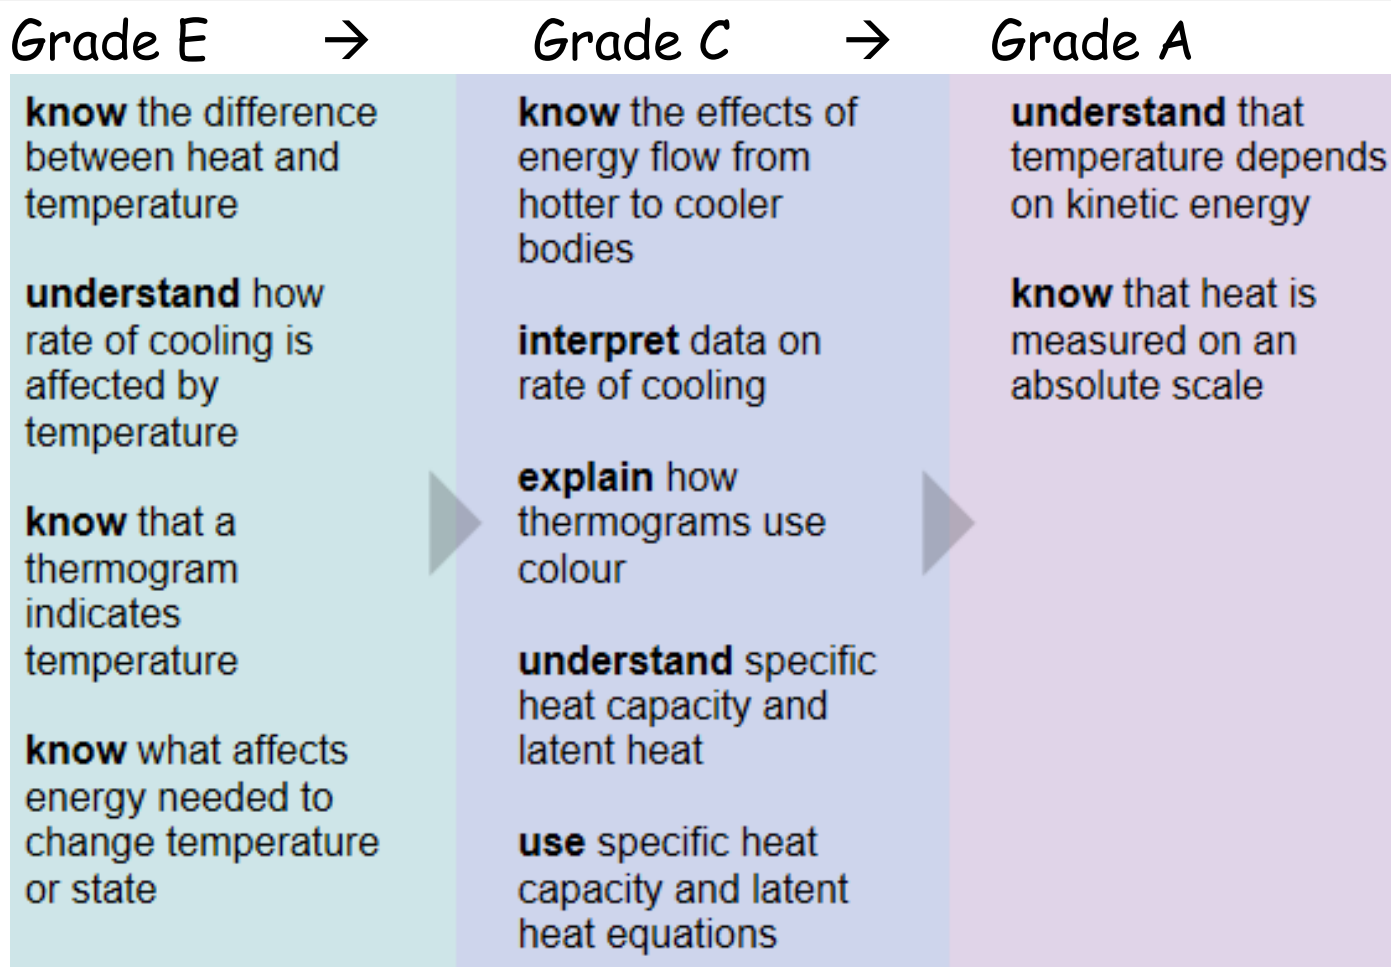 Grade E → Grade C → Grade A
know the difference
between heat and
temperature
understand how
rate of cooling is
affected by
temperature
know that a
thermogram
indicates
temperature
know what affects
energy needed to
change temperature
or state
know the effects of
energy flow from
hotter to cooler
bodies
interpret data on
rate of cooling
explain how
thermograms use
colour
understand specific
heat capacity and
latent heat
use specific heat
capacity and latent
heat equations
understand that
temperature depends
on kinetic energy
know that heat is
measured on an
absolute scale